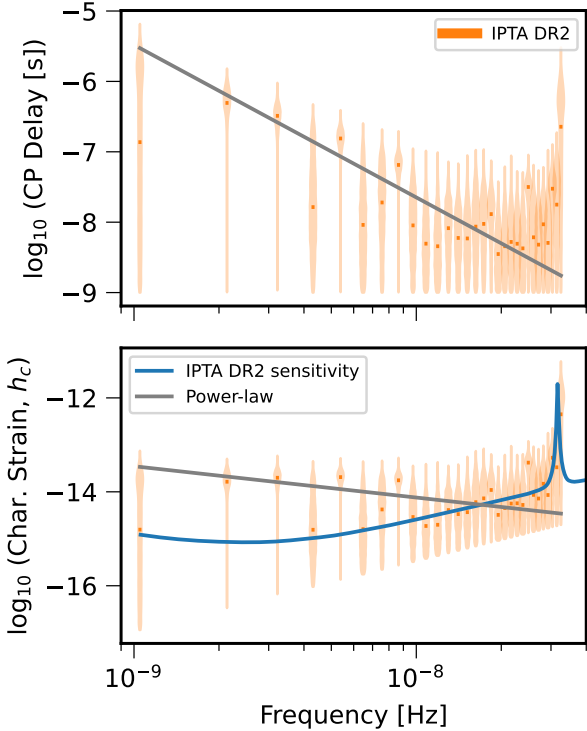 IPTA DR2
−5
−6
−7
−8
−9
log₁₀ (CP Delay [s])
IPTA DR2 sensitivity
Power-law
−12
−14
−16
log₁₀ (Char. Strain, h_c)
10⁻⁹
10⁻⁸
Frequency [Hz]